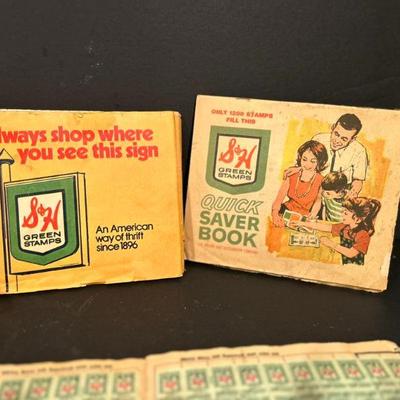 lways shop where
you see this sign
S&H
GREEN
STAMPS
An American
way of thrift
since 1896
ONLY 1200 STAMPS
FILL THIS
S&H
GREEN
STAMPS
QUICK
SAVER
BOOK